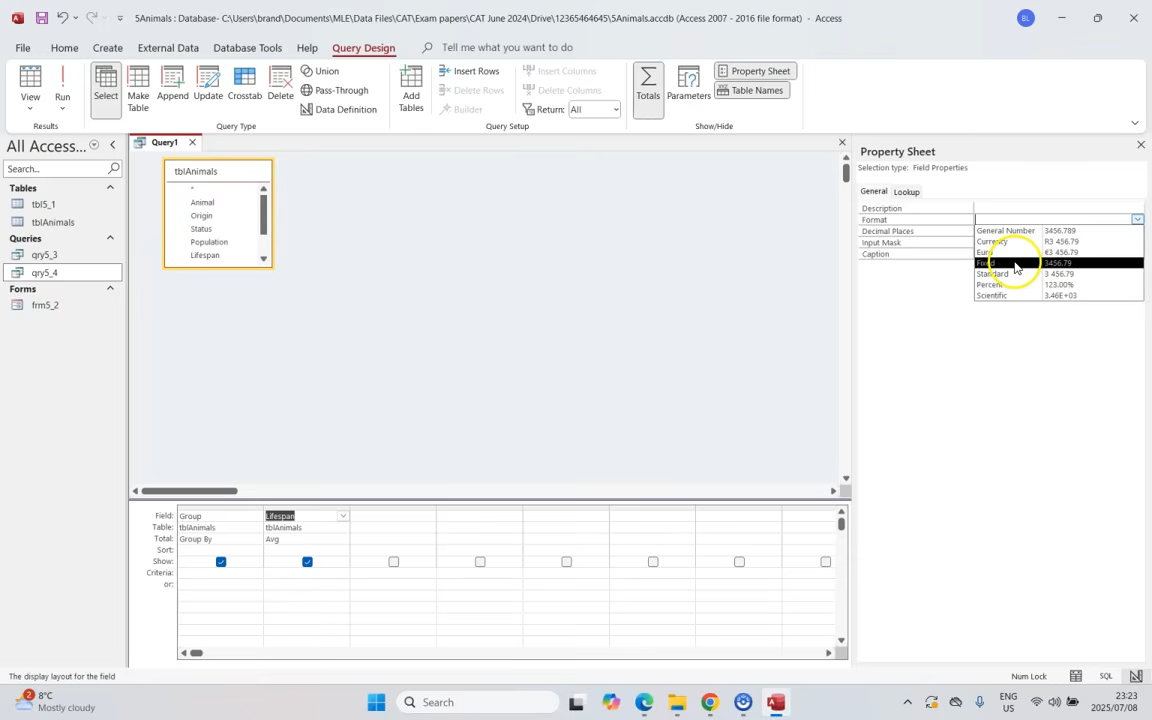 5Animals : Database- C:\Users\brand\Documents\MLE\Data Files\CAT\Exam papers\CAT June 2024\Drive\12365464645\5Animals.accdb (Access 2007 - 2016 file format) - Access
BL
File Home Create External Data Database Tools Help Query Design Tell me what you want to do
View Run Select Make Table Append Update Crosstab Delete
Union
Pass-Through
Data Definition
Add Tables
Insert Rows
Delete Rows
Builder
Insert Columns
Delete Columns
Return: All
Totals Parameters
Property Sheet
Table Names
Results Query Type Query Setup Show/Hide
All Access...
Search...
Tables
tbl5_1
tblAnimals
Queries
qry5_3
qry5_4
Forms
frm5_2
Query1
tblAnimals
*
Animal
Origin
Status
Population
Lifespan
Field: Group Lifespan
Table: tblAnimals tblAnimals
Total: Group By Avg
Sort:
Show:
Criteria:
or:
Property Sheet
Selection type: Field Properties
General Lookup
Description
Format
Decimal Places
Input Mask
Caption
General Number 3456.789
Currency R3 456.79
Euro €3 456.79
Fixed 3456.79
Standard 3 456.79
Percent 123.00%
Scientific 3.46E+03
The display layout for the field
Num Lock SQL
2
8°C
Mostly cloudy
Search
ENG
US
23:23
2025/07/08